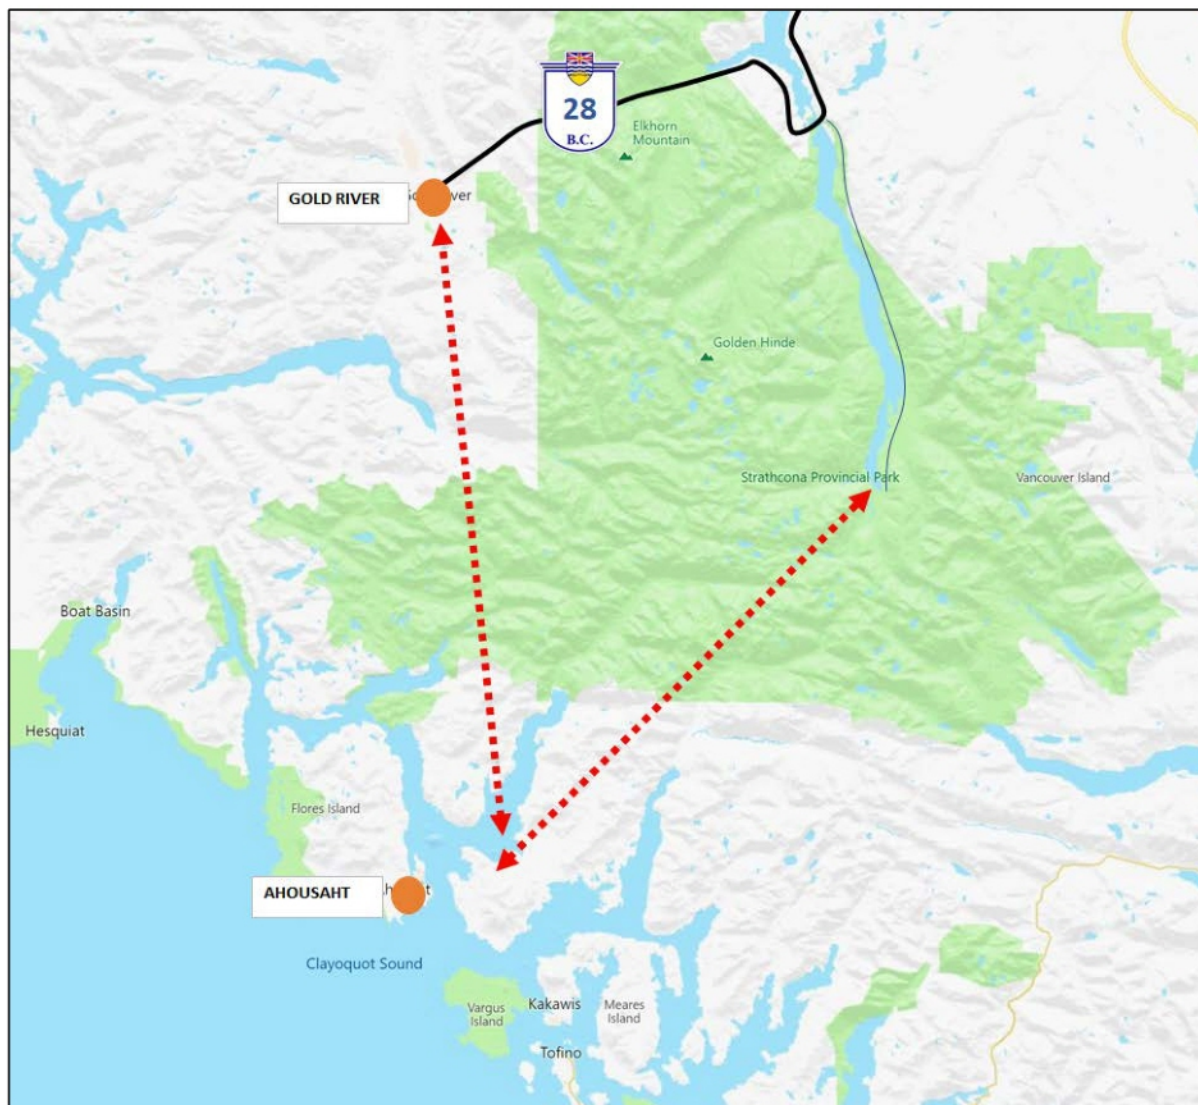 28
B.C.
Elkhorn
Mountain
GOLD RIVER
Golden Hinde
Strathcona Provincial Park
Vancouver Island
Boat Basin
Hesquiat
Flores Island
AHOUSAHT
Clayoquot Sound
Vargus
Island
Kakawis
Meares
Island
Tofino